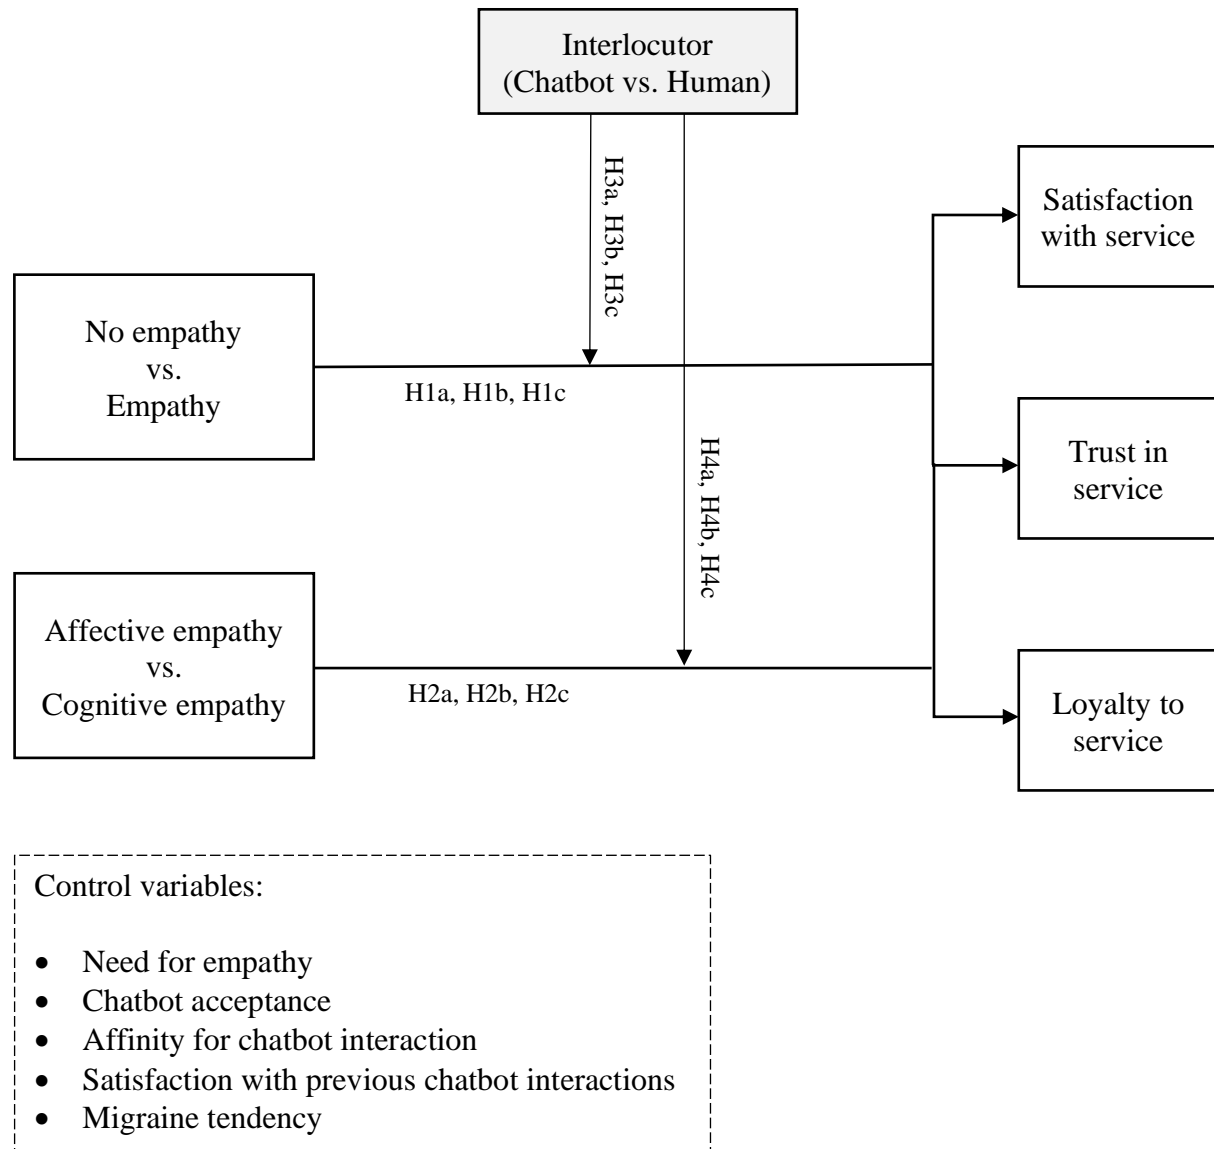 Interlocutor
(Chatbot vs. Human)
H3a, H3b, H3c
Satisfaction
with service
No empathy
vs.
Empathy
H1a, H1b, H1c
Trust in
service
H4a, H4b, H4c
Affective empathy
vs.
Cognitive empathy
H2a, H2b, H2c
Loyalty to
service
Control variables:
• Need for empathy
• Chatbot acceptance
• Affinity for chatbot interaction
• Satisfaction with previous chatbot interactions
• Migraine tendency